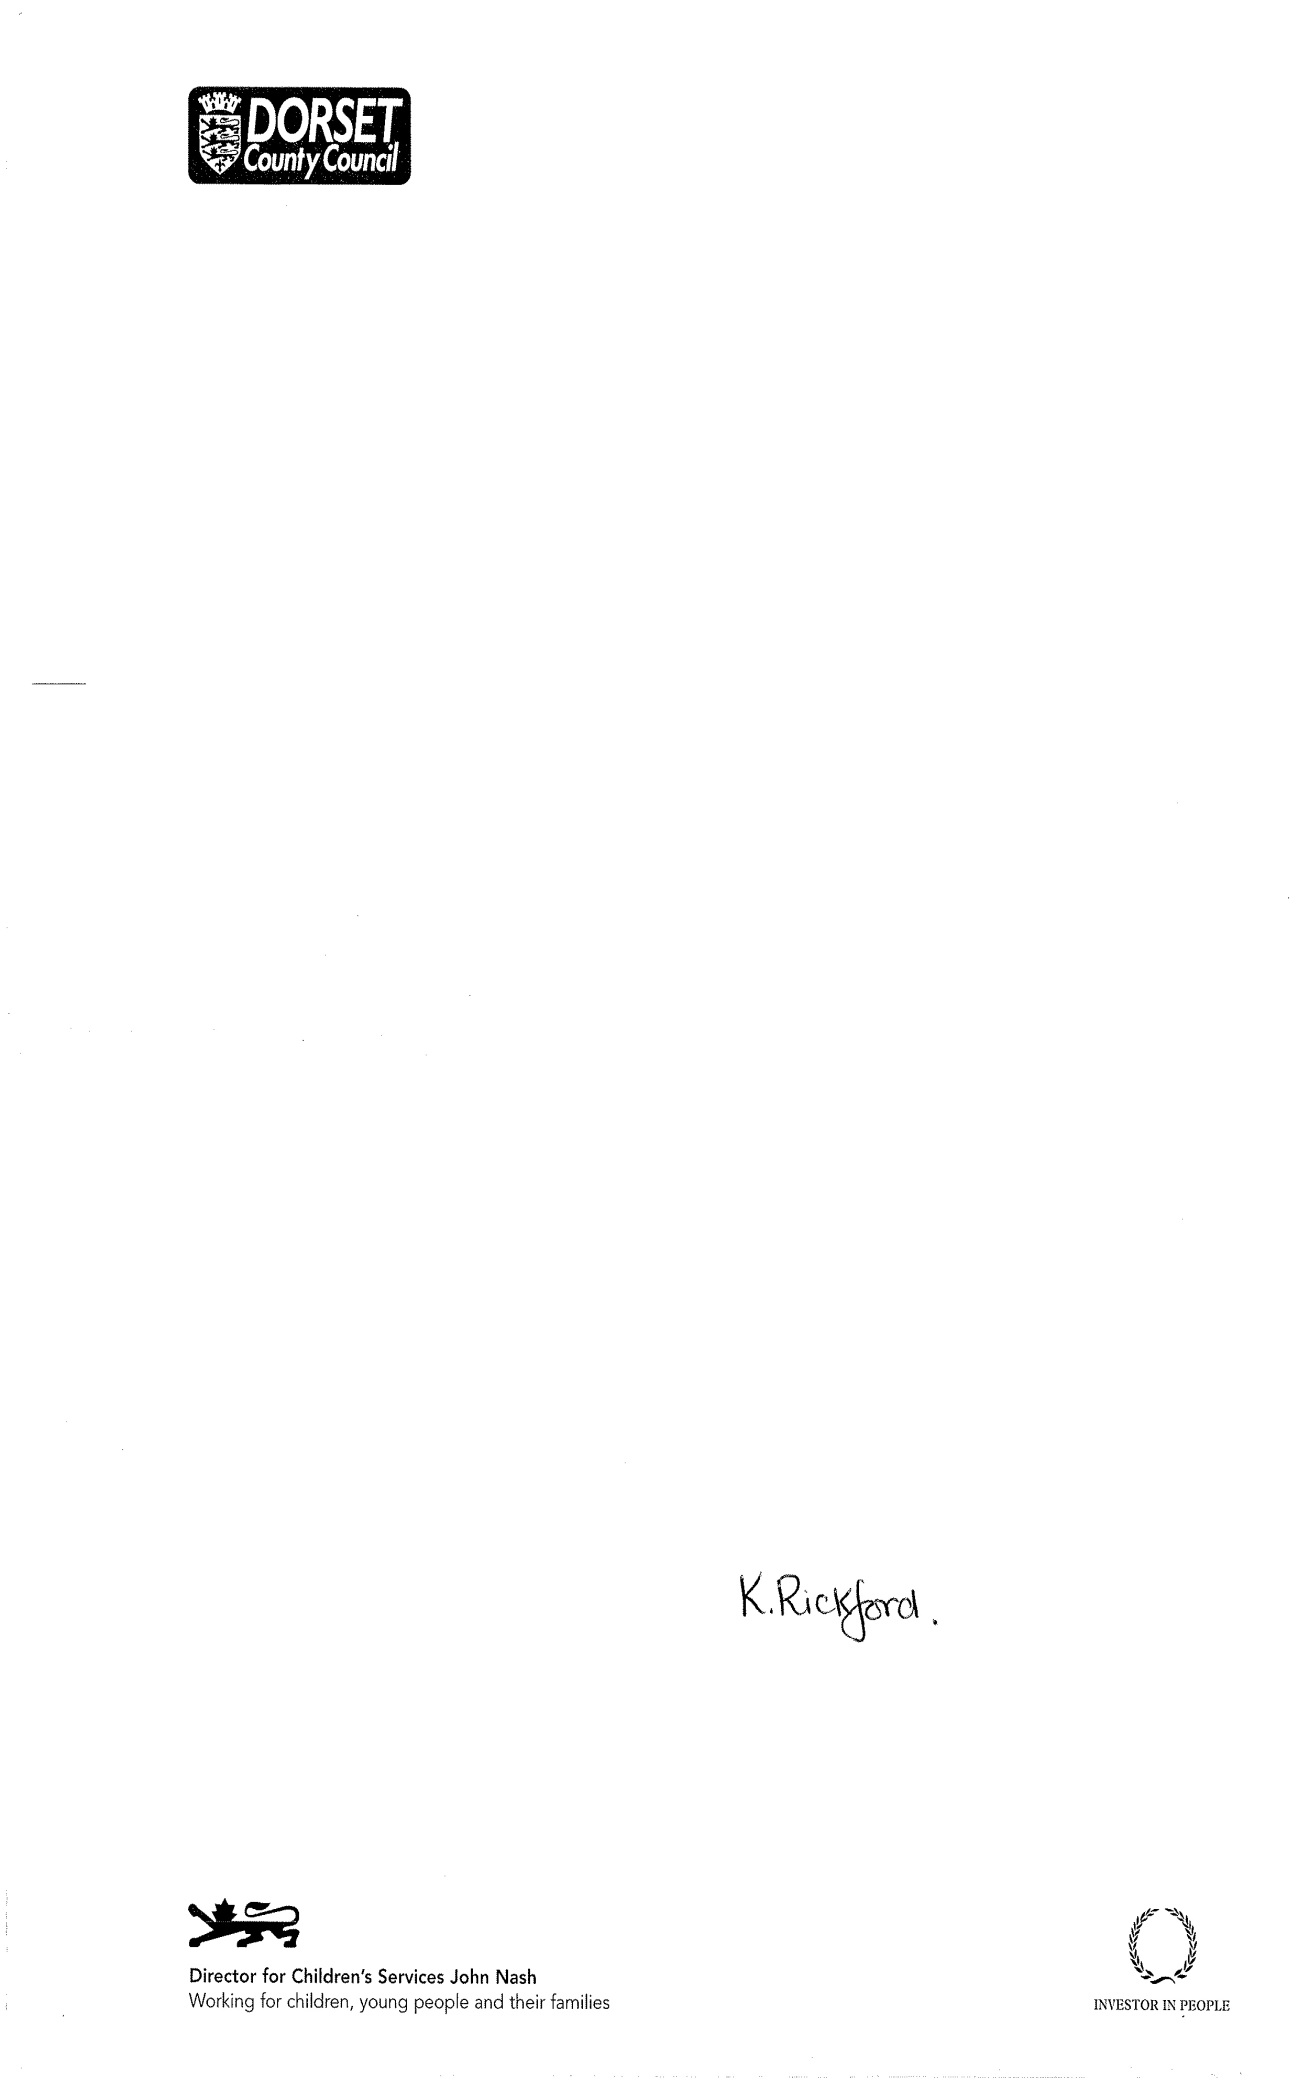 DORSET
County Council
K. Rickford.
Director for Children's Services John Nash
Working for children, young people and their families
INVESTOR IN PEOPLE